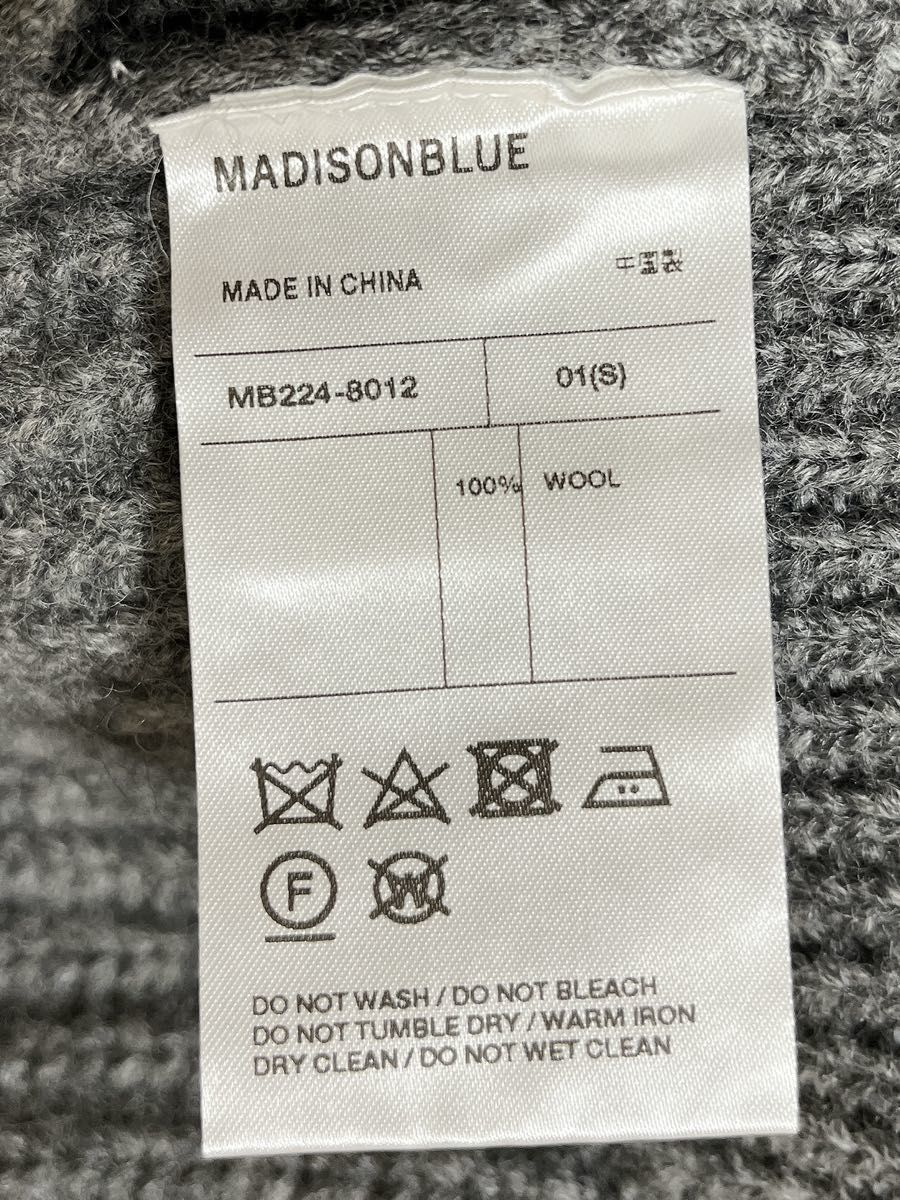 MADISONBLUE
MADE IN CHINA 中国製
MB224-8012 01(S)
100% WOOL
F W
DO NOT WASH / DO NOT BLEACH
DO NOT TUMBLE DRY / WARM IRON
DRY CLEAN / DO NOT WET CLEAN